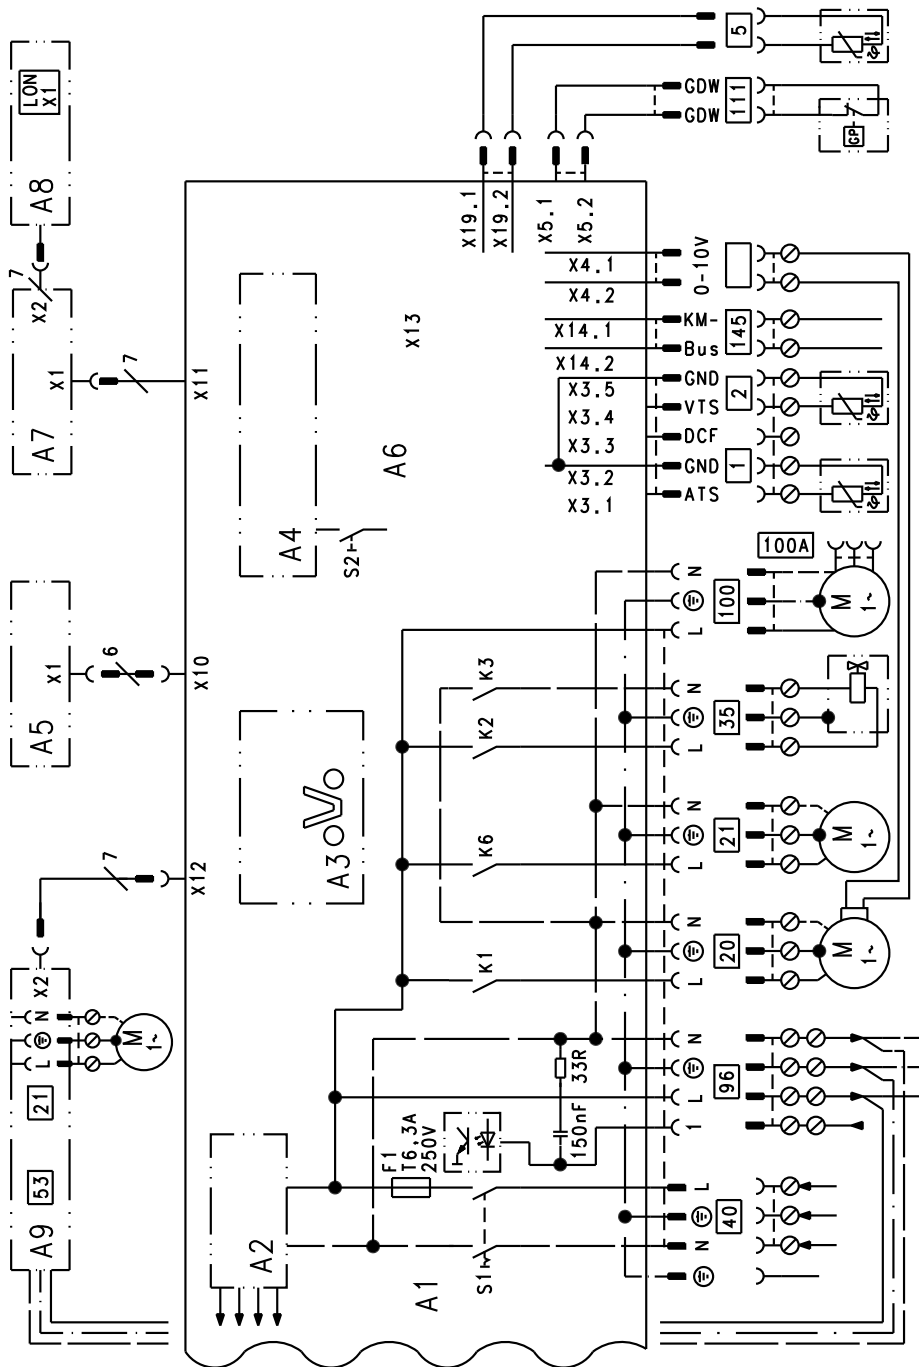 LON
X1
A8
7
X2
X1
A7
7
X11
X1
A5
6
X10
7
X12
X2
N
L
M
1~
21
53
A9
X13
A6
A4
S2
A3
K3
K2
K6
K1
33R
150nF
F1
T6,3A
250V
A2
S1
A1
X19.1
X19.2
X5.1
X5.2
5
GDW
GDW
111
GP
X4.1
X4.2
0-10V
X14.1
X14.2
KM-
Bus
145
X3.5
X3.4
X3.3
X3.2
X3.1
GND
VTS
DCF
GND
ATS
2
1
100A
N
L
100
M
1~
N
L
35
N
L
21
M
1~
N
L
20
M
1~
N
L
1
96
L
N
40